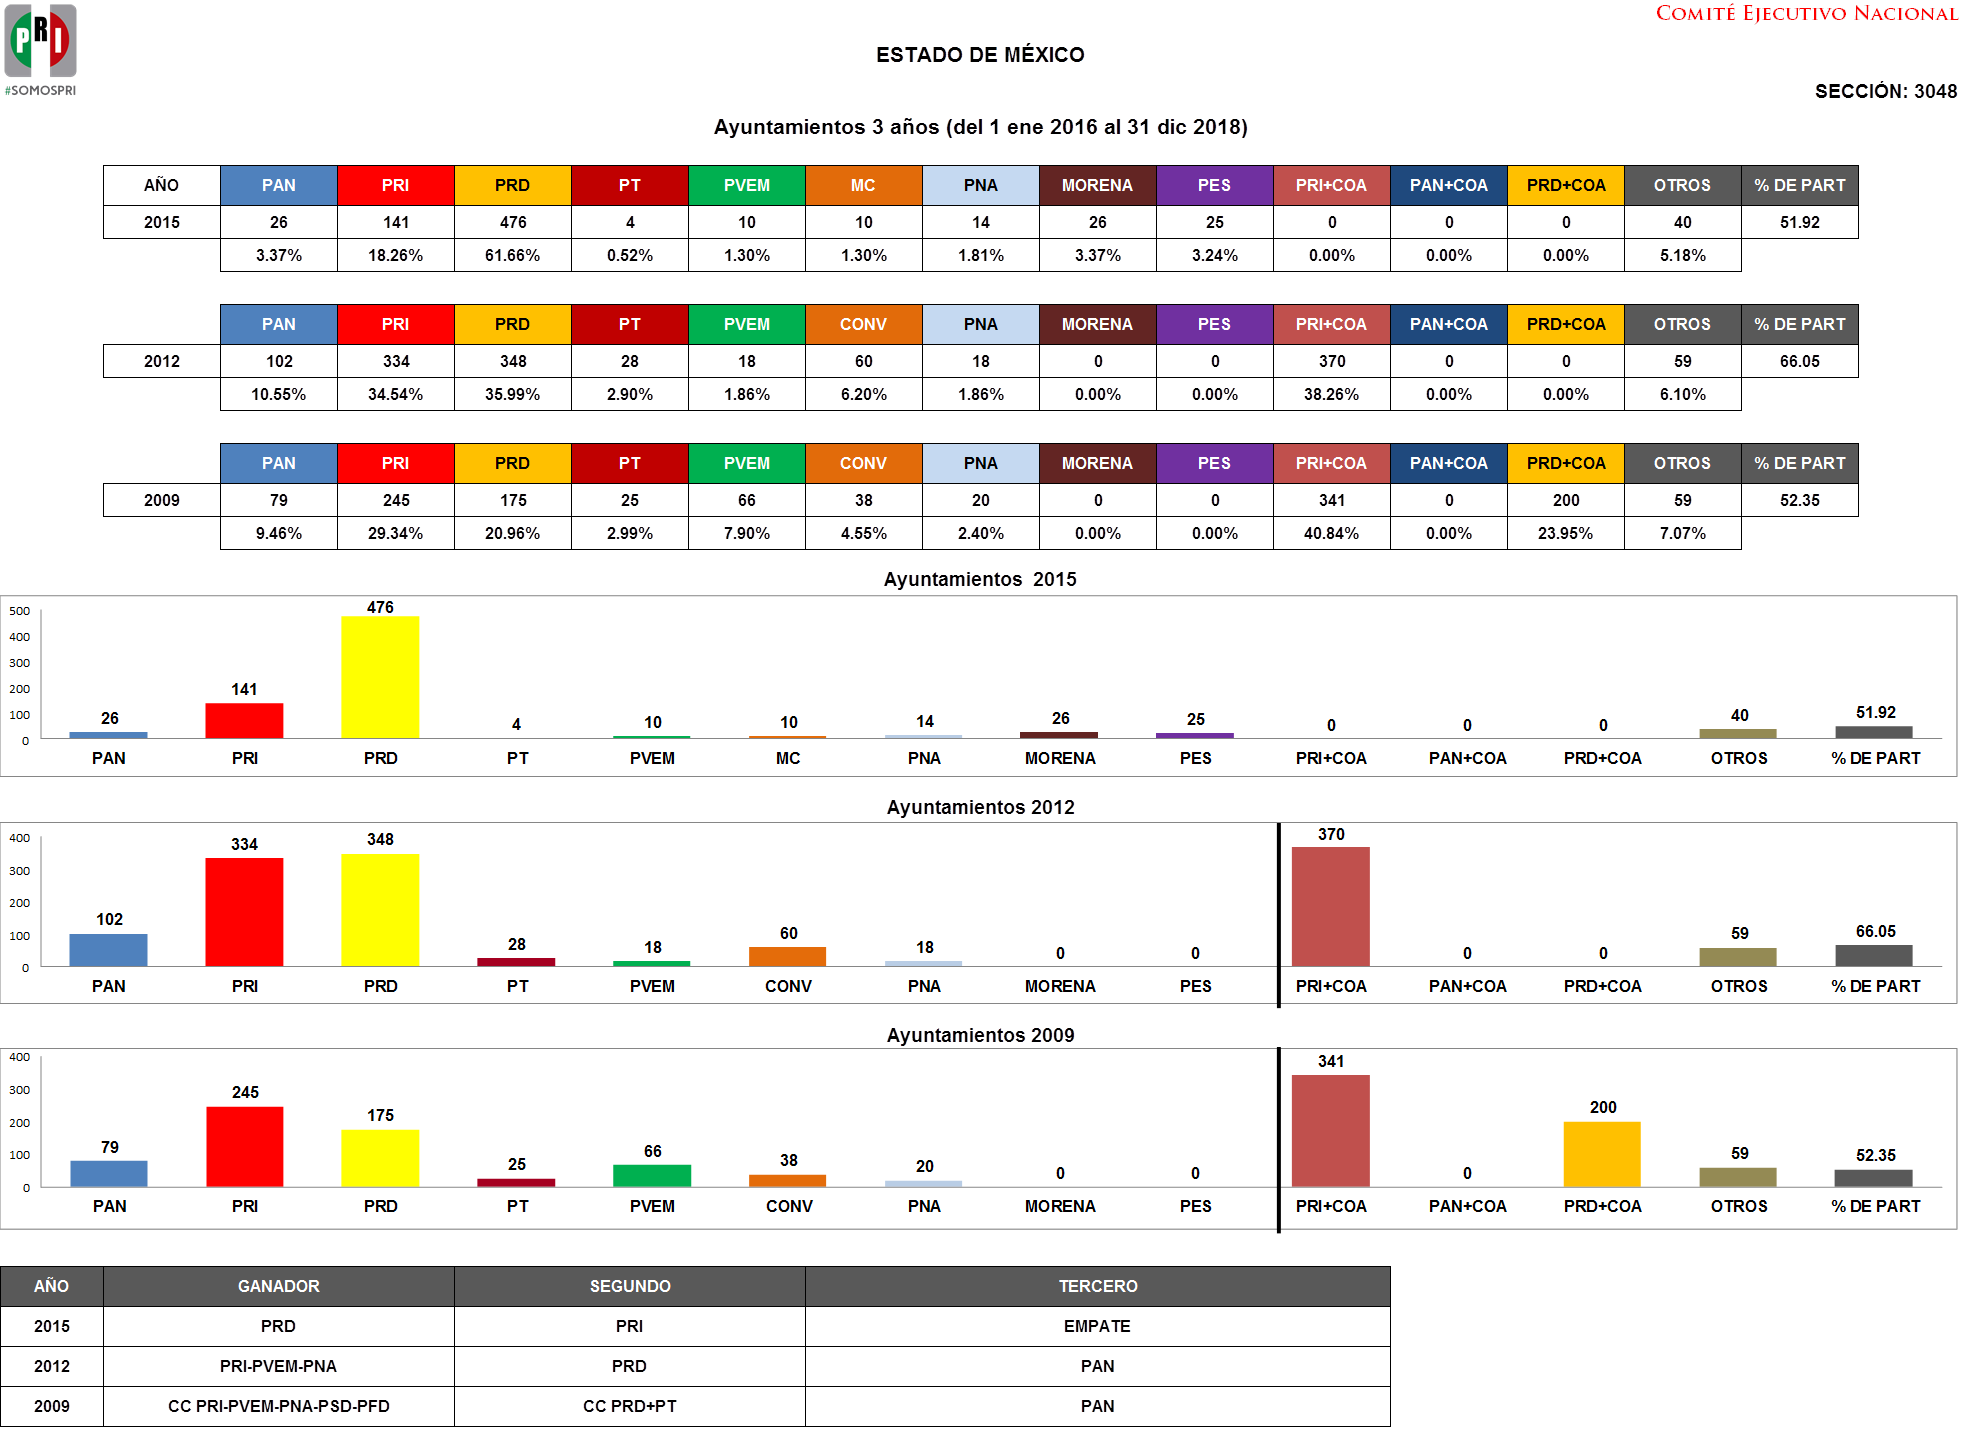 COMITÉ EJECUTIVO NACIONAL
PRI
#SOMOSPRI
ESTADO DE MÉXICO
SECCIÓN: 3048
Ayuntamientos 3 años (del 1 ene 2016 al 31 dic 2018)
AÑO PAN PRI PRD PT PVEM MC PNA MORENA PES PRI+COA PAN+COA PRD+COA OTROS % DE PART
2015 26 141 476 4 10 10 14 26 25 0 0 0 40 51.92
3.37% 18.26% 61.66% 0.52% 1.30% 1.30% 1.81% 3.37% 3.24% 0.00% 0.00% 0.00% 5.18%
PAN PRI PRD PT PVEM CONV PNA MORENA PES PRI+COA PAN+COA PRD+COA OTROS % DE PART
2012 102 334 348 28 18 60 18 0 0 370 0 0 59 66.05
10.55% 34.54% 35.99% 2.90% 1.86% 6.20% 1.86% 0.00% 0.00% 38.26% 0.00% 0.00% 6.10%
PAN PRI PRD PT PVEM CONV PNA MORENA PES PRI+COA PAN+COA PRD+COA OTROS % DE PART
2009 79 245 175 25 66 38 20 0 0 341 0 200 59 52.35
9.46% 29.34% 20.96% 2.99% 7.90% 4.55% 2.40% 0.00% 0.00% 40.84% 0.00% 23.95% 7.07%
Ayuntamientos 2015
500
400
300
200
100
0
26 141 476 4 10 10 14 26 25 0 0 0 40 51.92
PAN PRI PRD PT PVEM MC PNA MORENA PES PRI+COA PAN+COA PRD+COA OTROS % DE PART
Ayuntamientos 2012
400
300
200
100
0
102 334 348 28 18 60 18 0 0 370 0 0 59 66.05
PAN PRI PRD PT PVEM CONV PNA MORENA PES PRI+COA PAN+COA PRD+COA OTROS % DE PART
Ayuntamientos 2009
400
300
200
100
0
79 245 175 25 66 38 20 0 0 341 0 200 59 52.35
PAN PRI PRD PT PVEM CONV PNA MORENA PES PRI+COA PAN+COA PRD+COA OTROS % DE PART
AÑO GANADOR SEGUNDO TERCERO
2015 PRD PRI EMPATE
2012 PRI-PVEM-PNA PRD PAN
2009 CC PRI-PVEM-PNA-PSD-PFD CC PRD+PT PAN